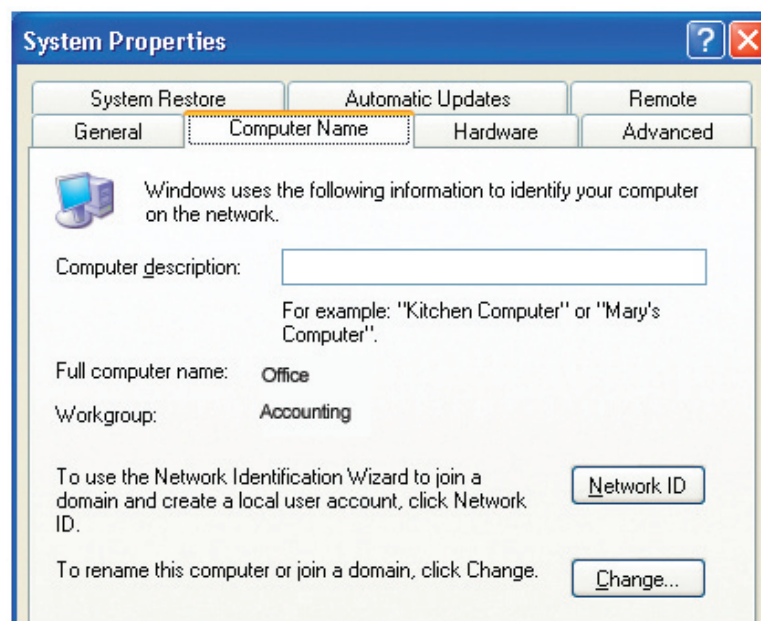 System Properties
System Restore Automatic Updates Remote
General Computer Name Hardware Advanced
Windows uses the following information to identify your computer
on the network.
Computer description:
For example: "Kitchen Computer" or "Mary's
Computer".
Full computer name: Office
Workgroup: Accounting
To use the Network Identification Wizard to join a
domain and create a local user account, click Network
ID.
Network ID
To rename this computer or join a domain, click Change.
Change...